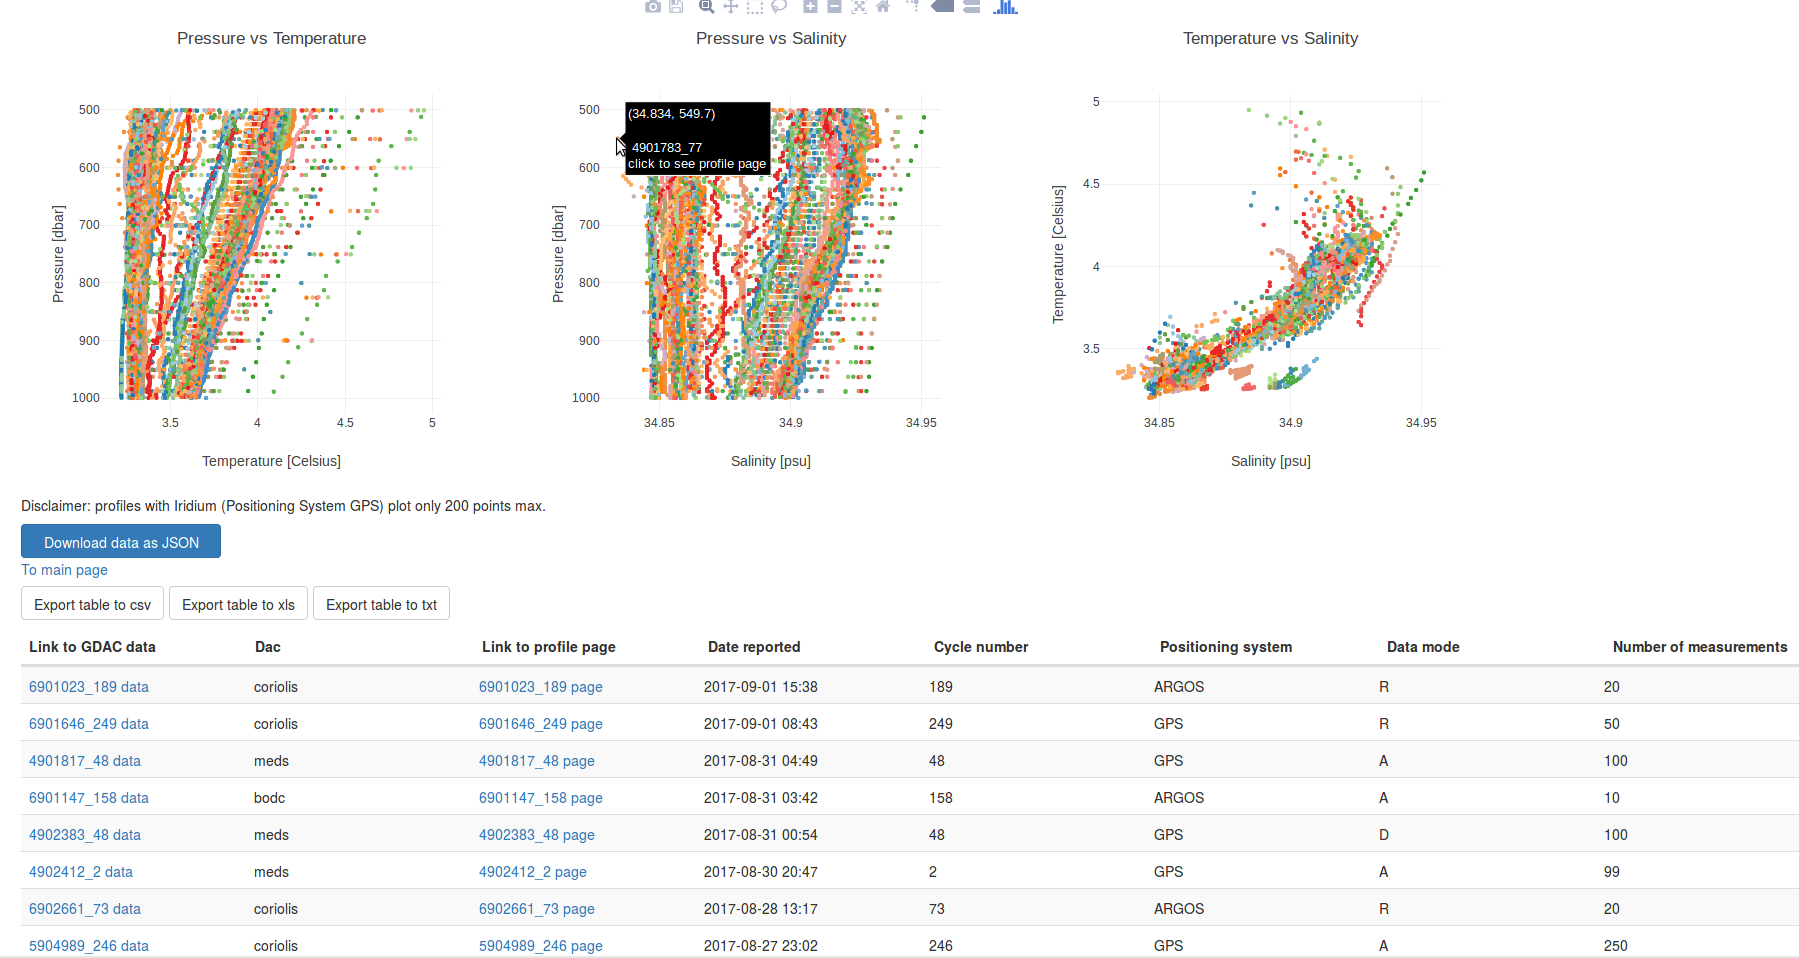 Pressure vs Temperature
Pressure vs Salinity
Temperature vs Salinity
500
600
700
800
900
1000
Pressure [dbar]
3.5
4
4.5
5
Temperature [Celsius]
500
600
700
800
900
1000
Pressure [dbar]
(34.834, 549.7)
4901783_77
click to see profile page
34.85
34.9
34.95
Salinity [psu]
5
4.5
4
3.5
Temperature [Celsius]
34.85
34.9
34.95
Salinity [psu]
Disclaimer: profiles with Iridium (Positioning System GPS) plot only 200 points max.
Download data as JSON
To main page
Export table to csv Export table to xls Export table to txt
Link to GDAC data Dac Link to profile page Date reported Cycle number Positioning system Data mode Number of measurements
6901023_189 data coriolis 6901023_189 page 2017-09-01 15:38 189 ARGOS R 20
6901646_249 data coriolis 6901646_249 page 2017-09-01 08:43 249 GPS R 50
4901817_48 data meds 4901817_48 page 2017-08-31 04:49 48 GPS A 100
6901147_158 data bodc 6901147_158 page 2017-08-31 03:42 158 ARGOS A 10
4902383_48 data meds 4902383_48 page 2017-08-31 00:54 48 GPS D 100
4902412_2 data meds 4902412_2 page 2017-08-30 20:47 2 GPS A 99
6902661_73 data coriolis 6902661_73 page 2017-08-28 13:17 73 ARGOS R 20
5904989_246 data coriolis 5904989_246 page 2017-08-27 23:02 246 GPS A 250